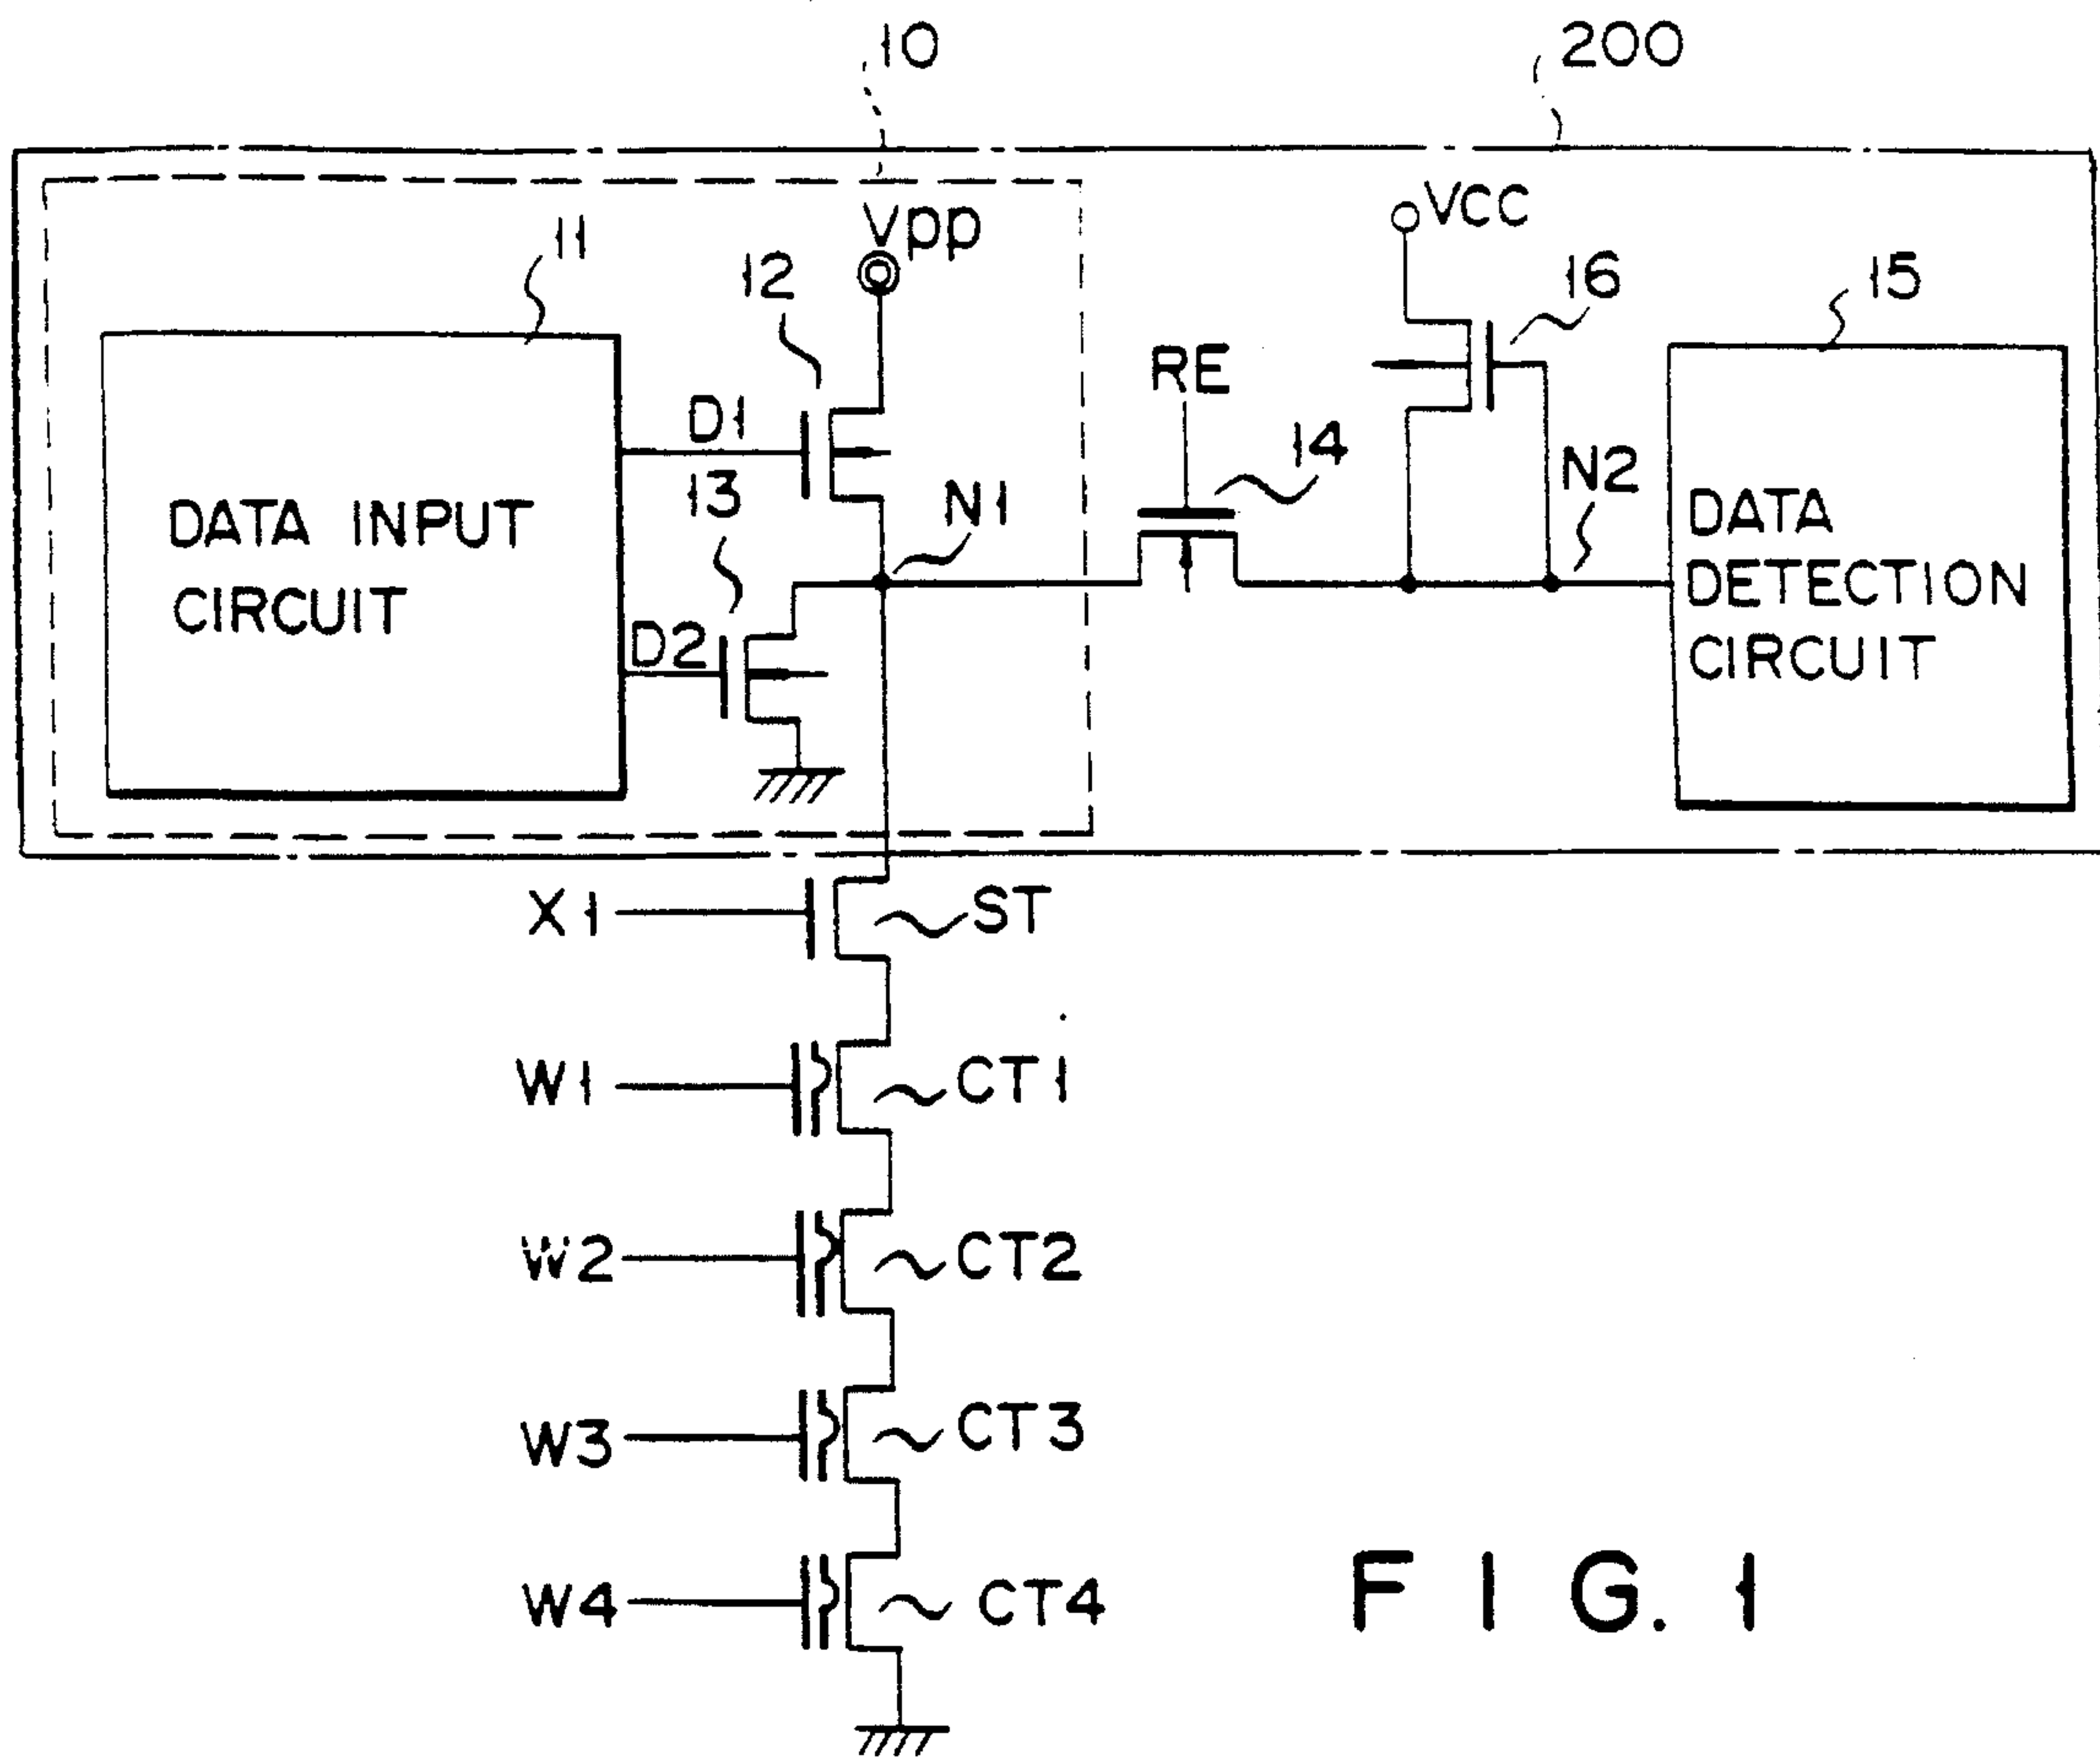 10
200
Vpp
VCC
11
12
16
15
RE
D1
14
13
N1
N2
DATA INPUT
CIRCUIT
DATA
DETECTION
CIRCUIT
D2
X1
ST
W1
CT1
W2
CT2
W3
CT3
W4
CT4
FIG. 1